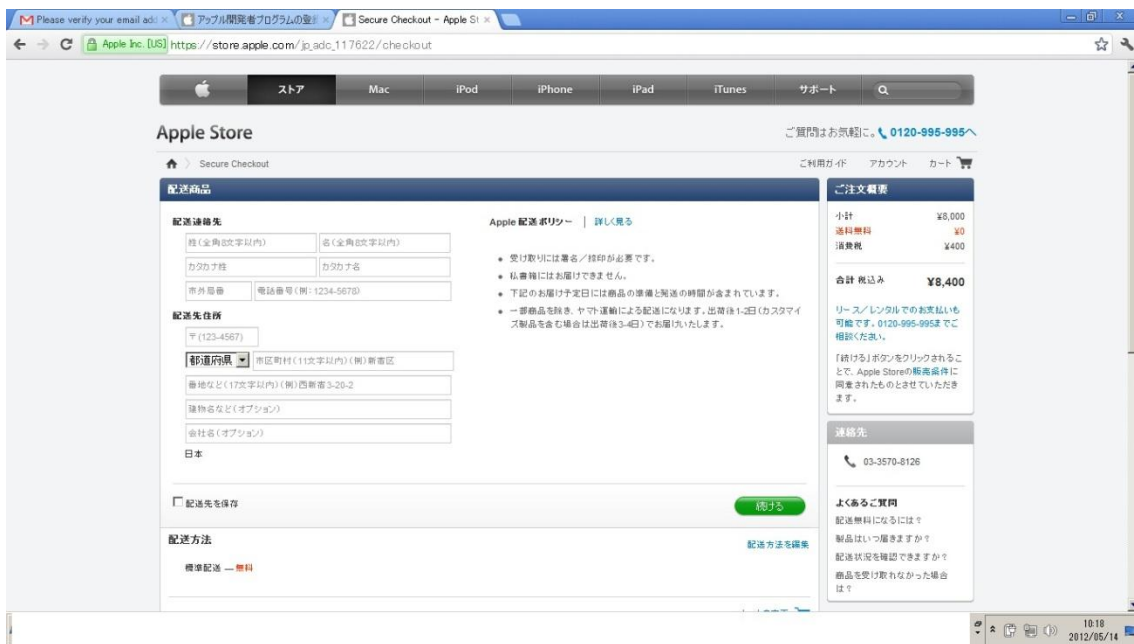 Please verify your email add
アップル開発者プログラムの登
Secure Checkout - Apple St
Apple Inc. [US] https://store.apple.com/jp_adc_117622/checkout
ストア Mac iPod iPhone iPad iTunes サポート
Apple Store
ご質問はお気軽に。 0120-995-995へ
Secure Checkout
ご利用ガイド アカウント カート
配送商品
配送連絡先
姓(全角8文字以内) 名(全角8文字以内)
カタカナ姓 カタカナ名
市外局番 電話番号(例: 1234-5678)
配送先住所
〒(123-4567)
都道府県 市区町村(11文字以内)(例)新宿区
番地など(17文字以内)(例)西新宿3-20-2
建物名など(オプション)
会社名(オプション)
日本
Apple 配送ポリシー | 詳しく見る
受け取りには署名/捺印が必要です。
私書箱にはお届けできません。
下記のお届け予定日には商品の準備と発送の時間が含まれています。
一部商品を除き、ヤマト運輸による配送になります。出荷後1-2日(カスタマイ
ズ製品を含む場合は出荷後3-4日)でお届けいたします。
配送先を保存
続ける
配送方法
配送方法を編集
標準配送 — 無料
ご注文概要
小計 ¥8,000
送料無料 ¥0
消費税 ¥400
合計 税込み ¥8,400
リース/レンタルでのお支払いも
可能です。0120-995-995までご
相談ください。
「続ける」ボタンをクリックされるこ
とで、Apple Storeの販売条件に
同意されたものとさせていただき
ます。
連絡先
03-3570-8126
よくあるご質問
配送無料になるには?
製品はいつ届きますか?
配送状況を確認できますか?
商品を受け取れなかった場合
は?
10:18
2012/05/14